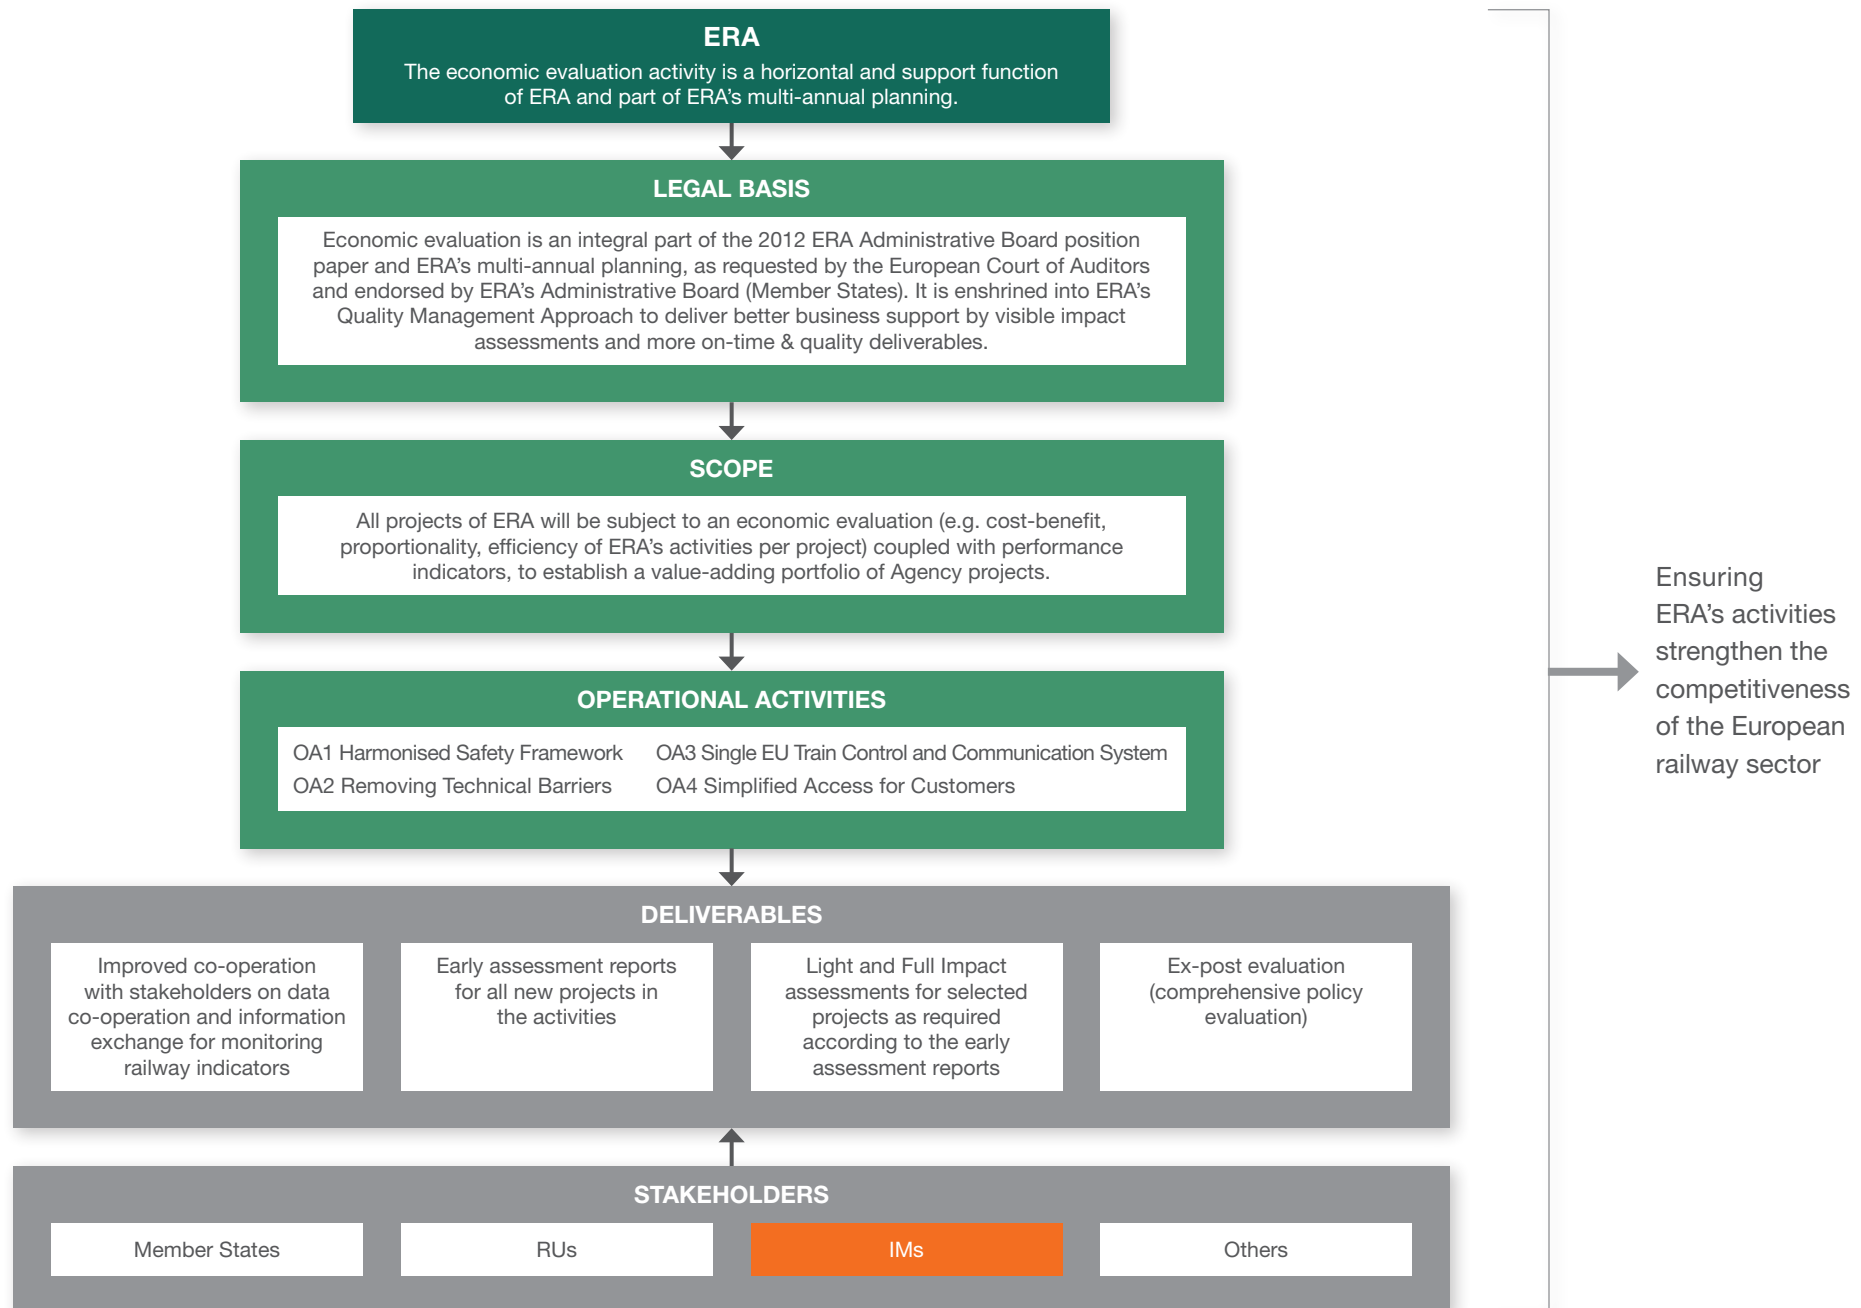 ERA
The economic evaluation activity is a horizontal and support function
of ERA and part of ERA’s multi-annual planning.
LEGAL BASIS
Economic evaluation is an integral part of the 2012 ERA Administrative Board position
paper and ERA’s multi-annual planning, as requested by the European Court of Auditors
and endorsed by ERA’s Administrative Board (Member States). It is enshrined into ERA’s
Quality Management Approach to deliver better business support by visible impact
assessments and more on-time & quality deliverables.
SCOPE
All projects of ERA will be subject to an economic evaluation (e.g. cost-benefit,
proportionality, efficiency of ERA’s activities per project) coupled with performance
indicators, to establish a value-adding portfolio of Agency projects.
OPERATIONAL ACTIVITIES
OA1 Harmonised Safety Framework
OA2 Removing Technical Barriers
OA3 Single EU Train Control and Communication System
OA4 Simplified Access for Customers
DELIVERABLES
Improved co-operation
with stakeholders on data
co-operation and information
exchange for monitoring
railway indicators
Early assessment reports
for all new projects in
the activities
Light and Full Impact
assessments for selected
projects as required
according to the early
assessment reports
Ex-post evaluation
(comprehensive policy
evaluation)
STAKEHOLDERS
Member States
RUs
IMs
Others
Ensuring
ERA’s activities
strengthen the
competitiveness
of the European
railway sector